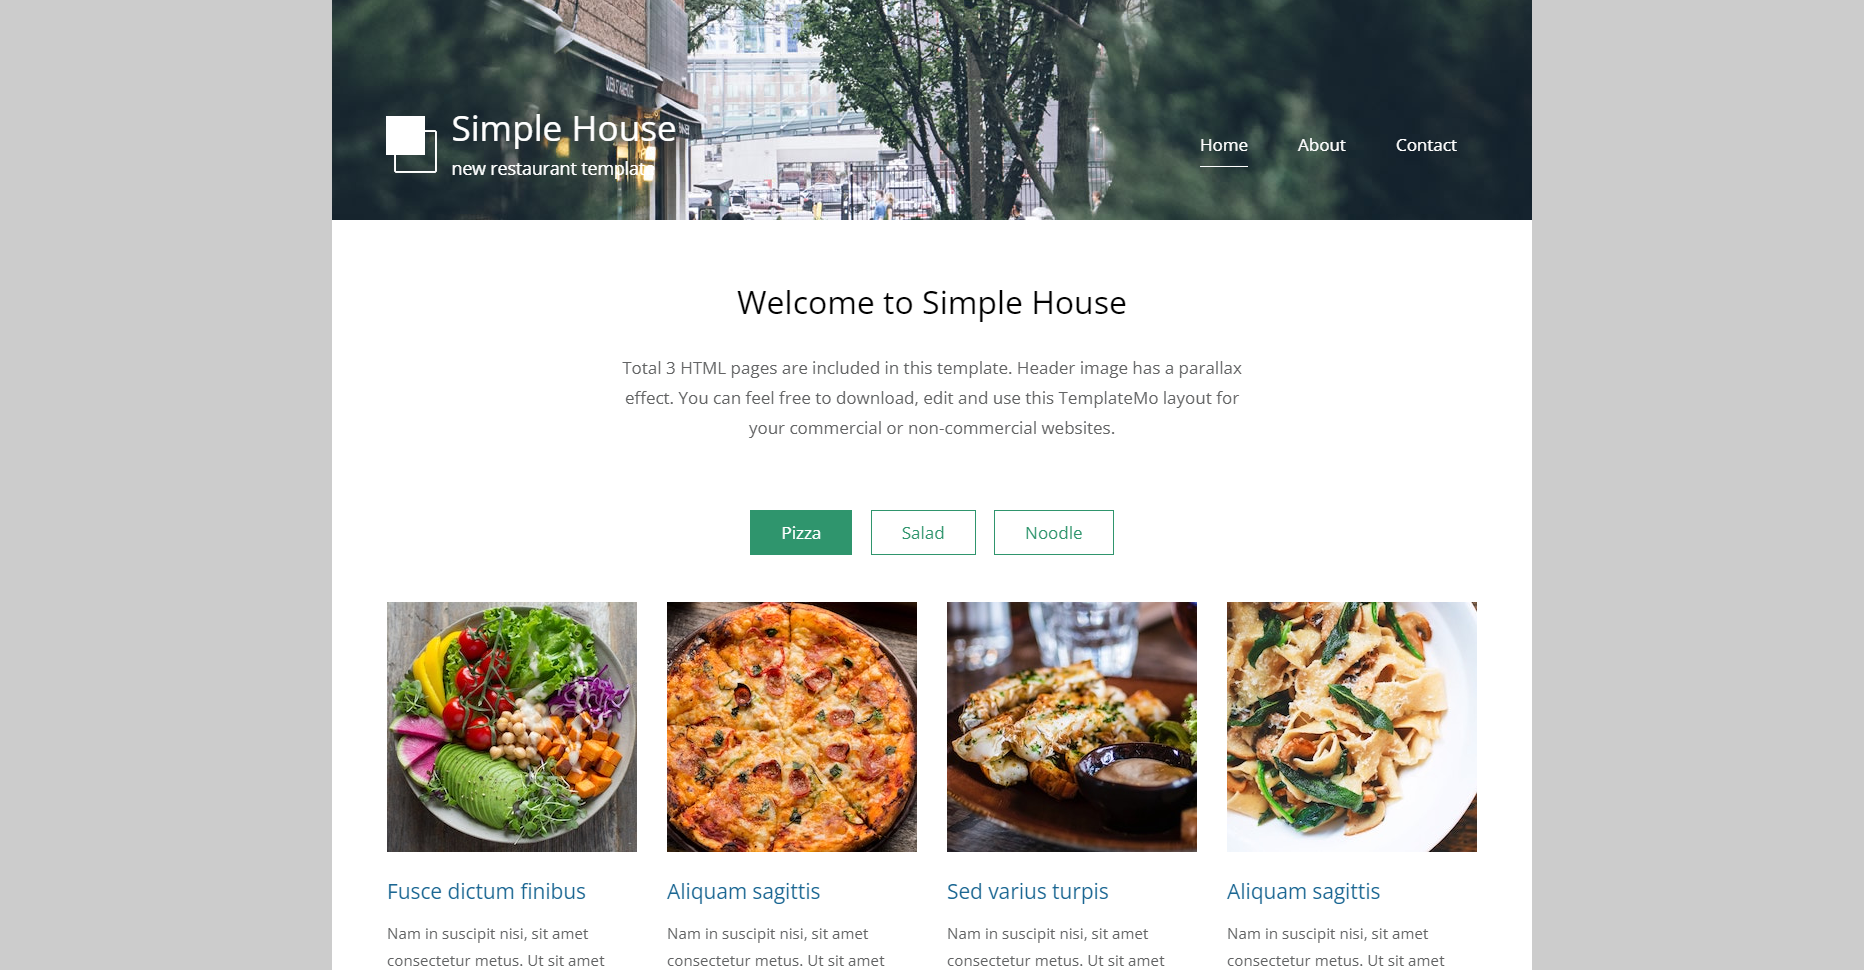 QUEEN ST WAREHOUSE
Simple House
new restaurant template
Home
About
Contact
Welcome to Simple House
Total 3 HTML pages are included in this template. Header image has a parallax
effect. You can feel free to download, edit and use this TemplateMo layout for
your commercial or non-commercial websites.
Pizza
Salad
Noodle
Fusce dictum finibus
Nam in suscipit nisi, sit amet
consectetur metus. Ut sit amet
Aliquam sagittis
Nam in suscipit nisi, sit amet
consectetur metus. Ut sit amet
Sed varius turpis
Nam in suscipit nisi, sit amet
consectetur metus. Ut sit amet
Aliquam sagittis
Nam in suscipit nisi, sit amet
consectetur metus. Ut sit amet